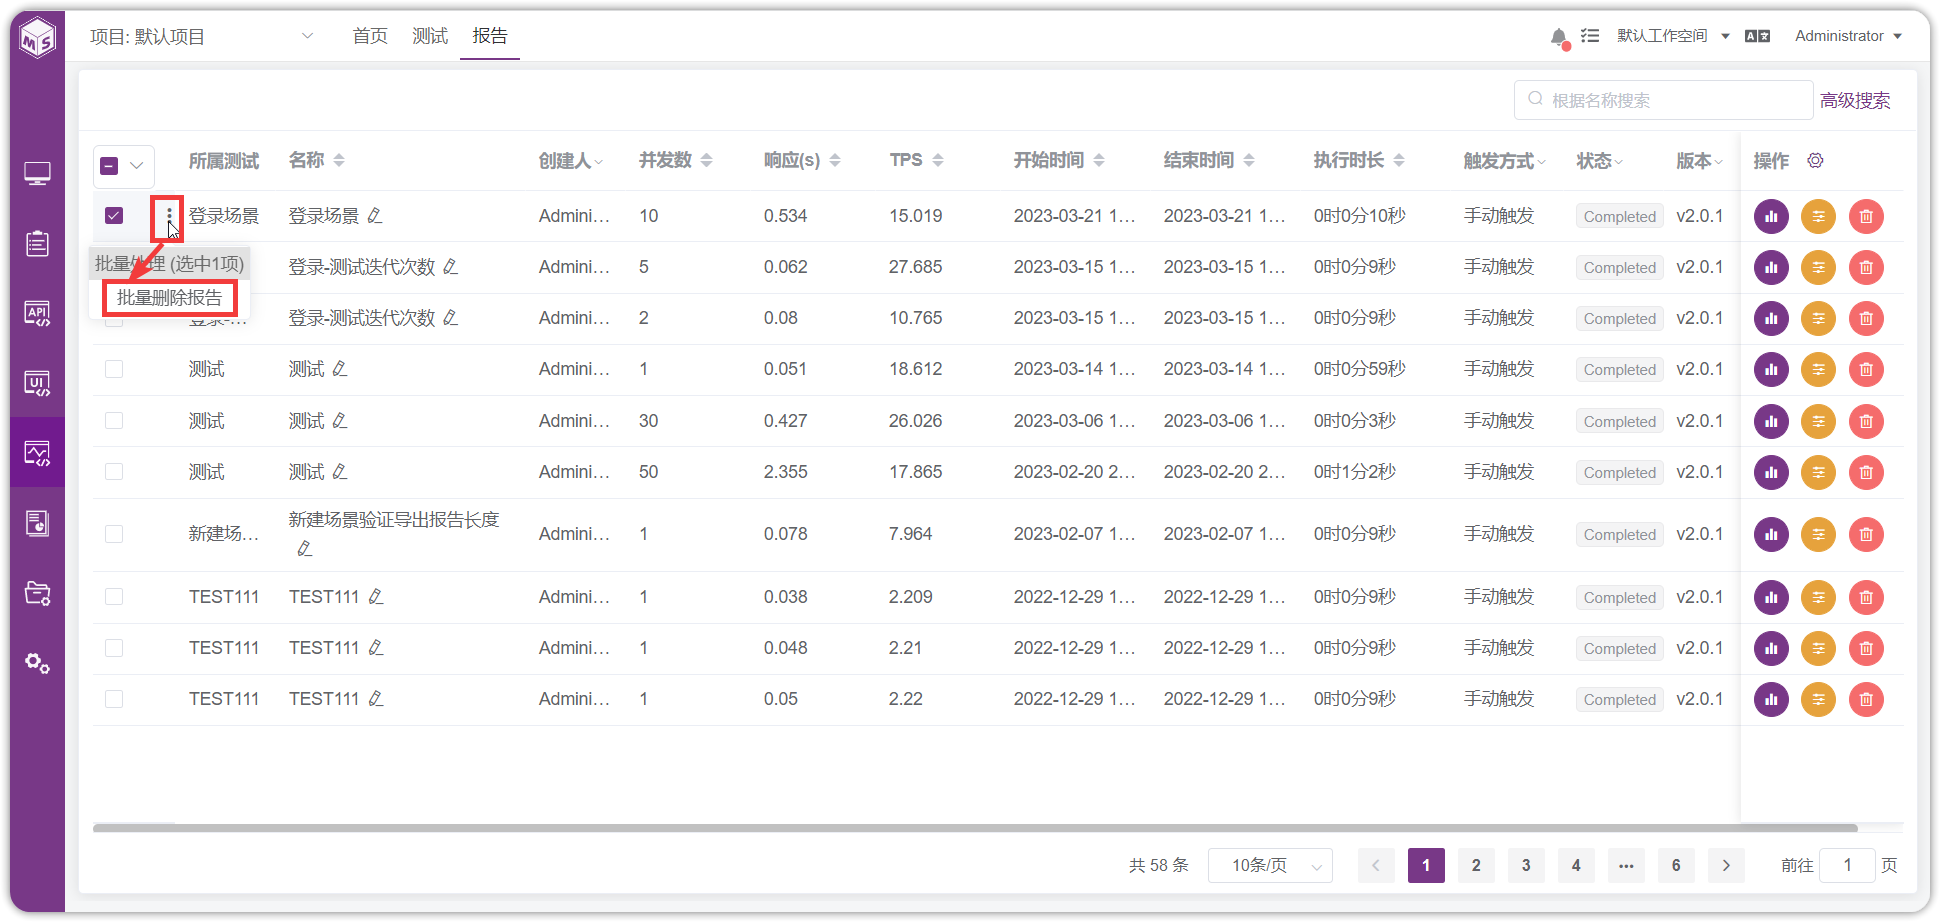 MS
项目: 默认项目
首页
测试
报告
默认工作空间
Administrator
根据名称搜索
高级搜索
所属测试 名称 创建人 并发数 响应(s) TPS 开始时间 结束时间 执行时长 触发方式 状态 版本 操作
登录场景 登录场景 Admini... 10 0.534 15.019 2023-03-21 1... 2023-03-21 1... 0时0分10秒 手动触发 Completed v2.0.1
批量处理 (选中1项)
登录-测试迭代次数 Admini... 5 0.062 27.685 2023-03-15 1... 2023-03-15 1... 0时0分9秒 手动触发 Completed v2.0.1
批量删除报告
登录-... 登录-测试迭代次数 Admini... 2 0.08 10.765 2023-03-15 1... 2023-03-15 1... 0时0分9秒 手动触发 Completed v2.0.1
测试 测试 Admini... 1 0.051 18.612 2023-03-14 1... 2023-03-14 1... 0时0分59秒 手动触发 Completed v2.0.1
测试 测试 Admini... 30 0.427 26.026 2023-03-06 1... 2023-03-06 1... 0时0分3秒 手动触发 Completed v2.0.1
测试 测试 Admini... 50 2.355 17.865 2023-02-20 2... 2023-02-20 2... 0时1分2秒 手动触发 Completed v2.0.1
新建场... 新建场景验证导出报告长度 Admini... 1 0.078 7.964 2023-02-07 1... 2023-02-07 1... 0时0分9秒 手动触发 Completed v2.0.1
TEST111 TEST111 Admini... 1 0.038 2.209 2022-12-29 1... 2022-12-29 1... 0时0分9秒 手动触发 Completed v2.0.1
TEST111 TEST111 Admini... 1 0.048 2.21 2022-12-29 1... 2022-12-29 1... 0时0分9秒 手动触发 Completed v2.0.1
TEST111 TEST111 Admini... 1 0.05 2.22 2022-12-29 1... 2022-12-29 1... 0时0分9秒 手动触发 Completed v2.0.1
API
UI
共 58 条 10条/页 1 2 3 4 ... 6 前往 1 页